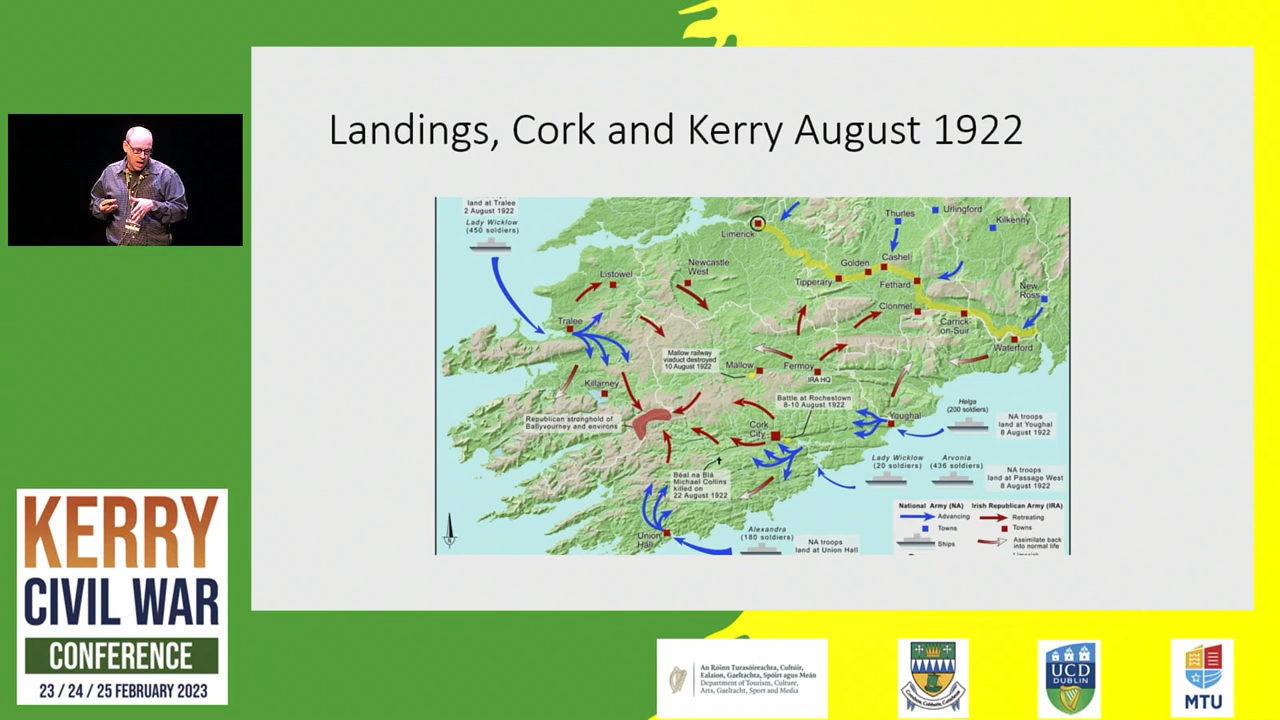 Landings, Cork and Kerry August 1922
land at Tralee
2 August 1922
Lady Wicklow
(450 soldiers)
Limerick
Thurles
Urlingford
Kilkenny
Newcastle
West
Listowel
Tipperary
Golden
Cashel
Fethard
New
Ross
Clonmel
Carrick
-on-Suir
Waterford
Tralee
Mallow railway
viaduct destroyed
10 August 1922
Mallow
Fermoy
IRA HQ
Killarney
Battle at Rochestown
8-10 August 1922
Republican stronghold of
Ballyvourney and environs
Cork
City
Youghal
Helga
(200 soldiers)
NA troops
land at Youghal
8 August 1922
Béel na Blá
Michael Collins
killed on
22 August 1922
Lady Wicklow
(20 soldiers)
Arvonia
(436 soldiers)
NA troops
land at Passage West
8 August 1922
Union
Hall
Alexandra
(180 soldiers)
NA troops
land at Union Hall
National Army (NA)
Advancing
Towns
Ships
Irish Republican Army (IRA)
Retreating
Towns
Assimilate back
into normal life
N
KERRY
CIVIL WAR
CONFERENCE
23 / 24 / 25 FEBRUARY 2023
An Roinn Turasóireachta, Cultúir,
Ealaíon, Gaeltachta, Spóirt agus Meán
Department of Tourism, Culture,
Arts, Gaeltacht, Sport and Media
UCD
DUBLIN
MTU